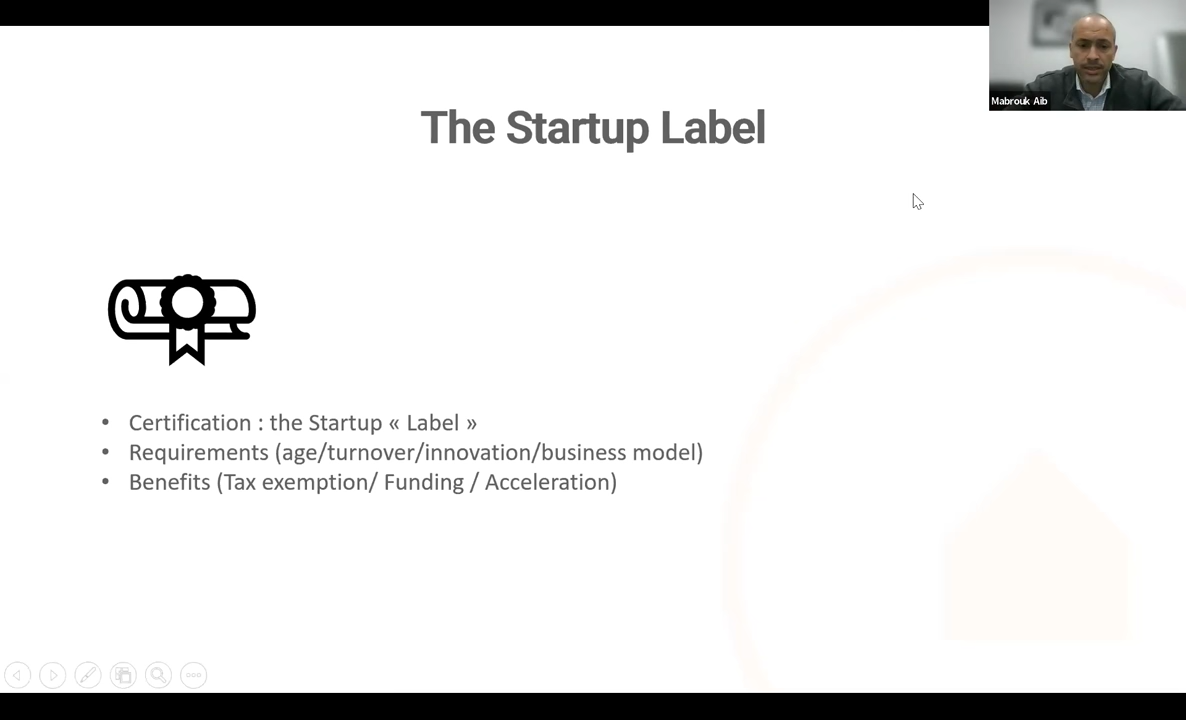 Mabrouk Aib
The Startup Label
• Certification : the Startup « Label »
• Requirements (age/turnover/innovation/business model)
• Benefits (Tax exemption/ Funding / Acceleration)